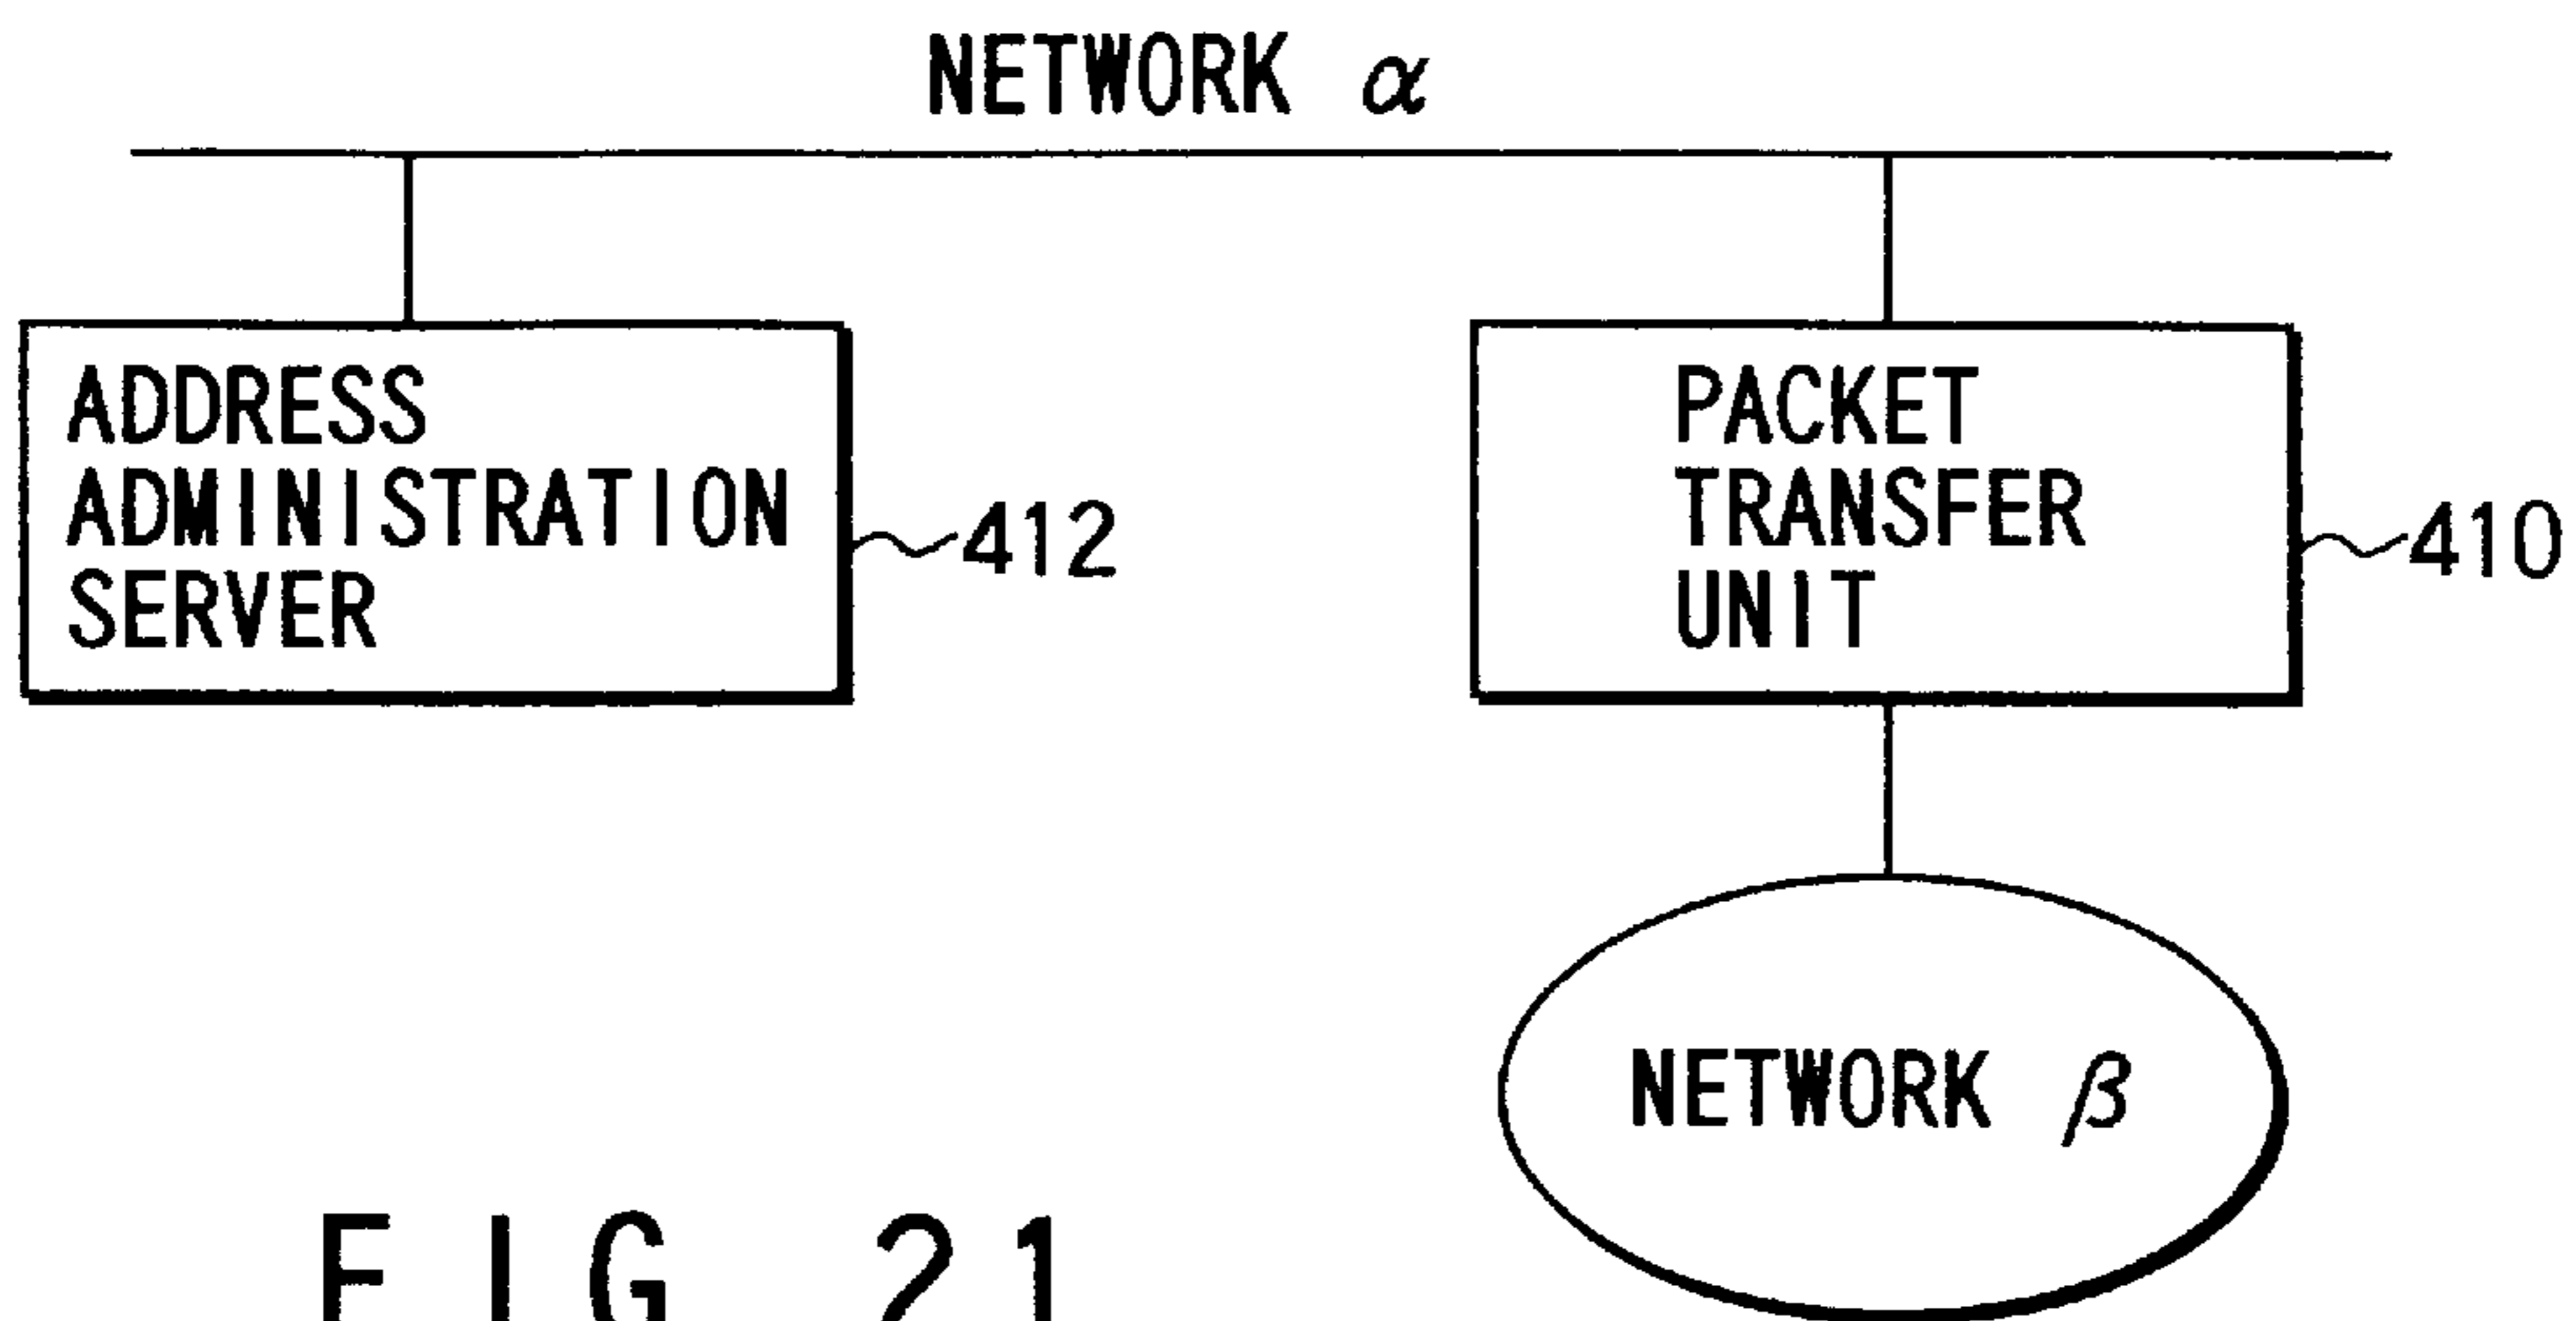 NETWORK α
ADDRESS
ADMINISTRATION
SERVER
412
PACKET
TRANSFER
UNIT
410
NETWORK β
FIG 21